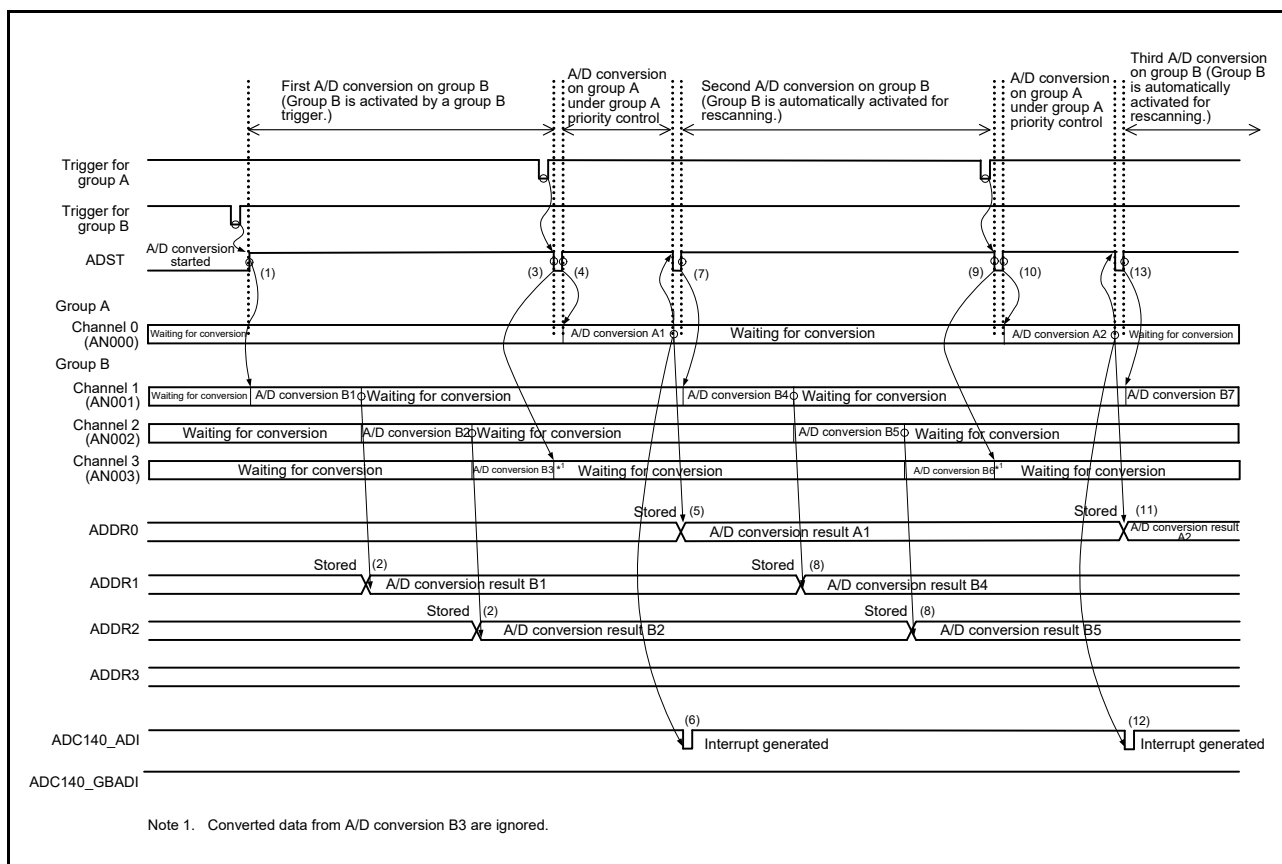 First A/D conversion on group B
(Group B is activated by a group B
trigger.)
A/D conversion
on group A
under group A
priority control
Second A/D conversion on group B
(Group B is automatically activated for
rescanning.)
A/D conversion
on group A
under group A
priority control
Third A/D conversion
on group B (Group B
is automatically
activated for
rescanning.)
Trigger for
group A
Trigger for
group B
ADST
A/D conversion
started
(1)
(3)
(4)
(7)
(9)
(10)
(13)
Group A
Channel 0
(AN000)
Waiting for conversion
A/D conversion A1
Waiting for conversion
A/D conversion A2
Waiting for conversion
Group B
Channel 1
(AN001)
Waiting for conversion
A/D conversion B1
Waiting for conversion
A/D conversion B4
Waiting for conversion
A/D conversion B7
Channel 2
(AN002)
Waiting for conversion
A/D conversion B2
Waiting for conversion
A/D conversion B5
Waiting for conversion
Channel 3
(AN003)
Waiting for conversion
A/D conversion B3 *1
Waiting for conversion
A/D conversion B6*1
Waiting for conversion
ADDR0
Stored
(5)
A/D conversion result A1
Stored
(11)
A/D conversion result
A2
ADDR1
Stored
(2)
A/D conversion result B1
Stored
(8)
A/D conversion result B4
ADDR2
Stored
(2)
A/D conversion result B2
Stored
(8)
A/D conversion result B5
ADDR3
ADC140_ADI
(6)
Interrupt generated
(12)
Interrupt generated
ADC140_GBADI
Note 1. Converted data from A/D conversion B3 are ignored.